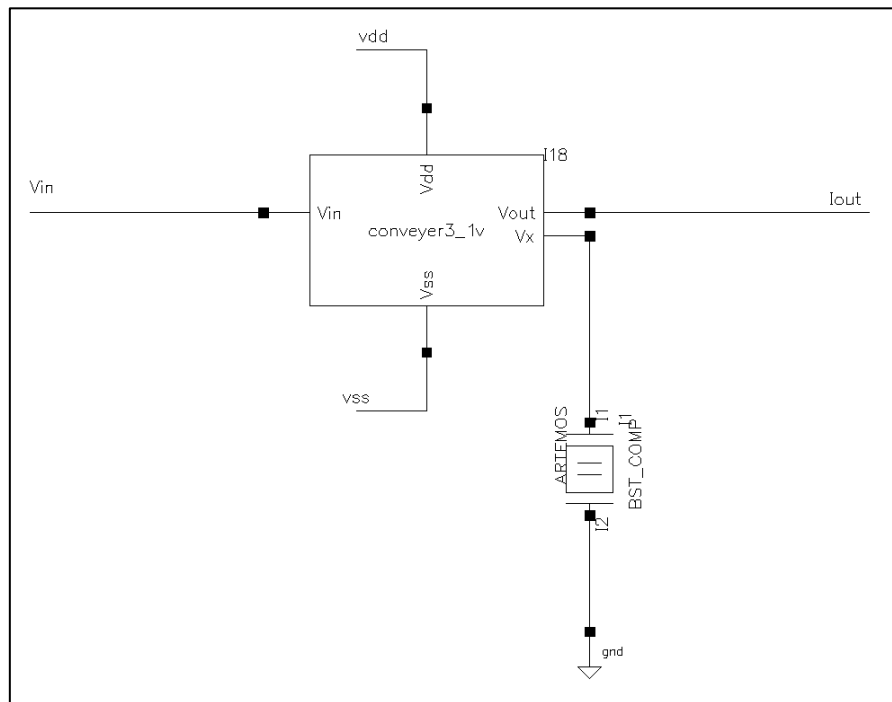 vdd
I18
Vdd
Vin
Vin
Vout
Iout
conveyer3_1v
Vx
Vss
vss
ARTEMOS
I1
I1
BST_COMP
I2
gnd